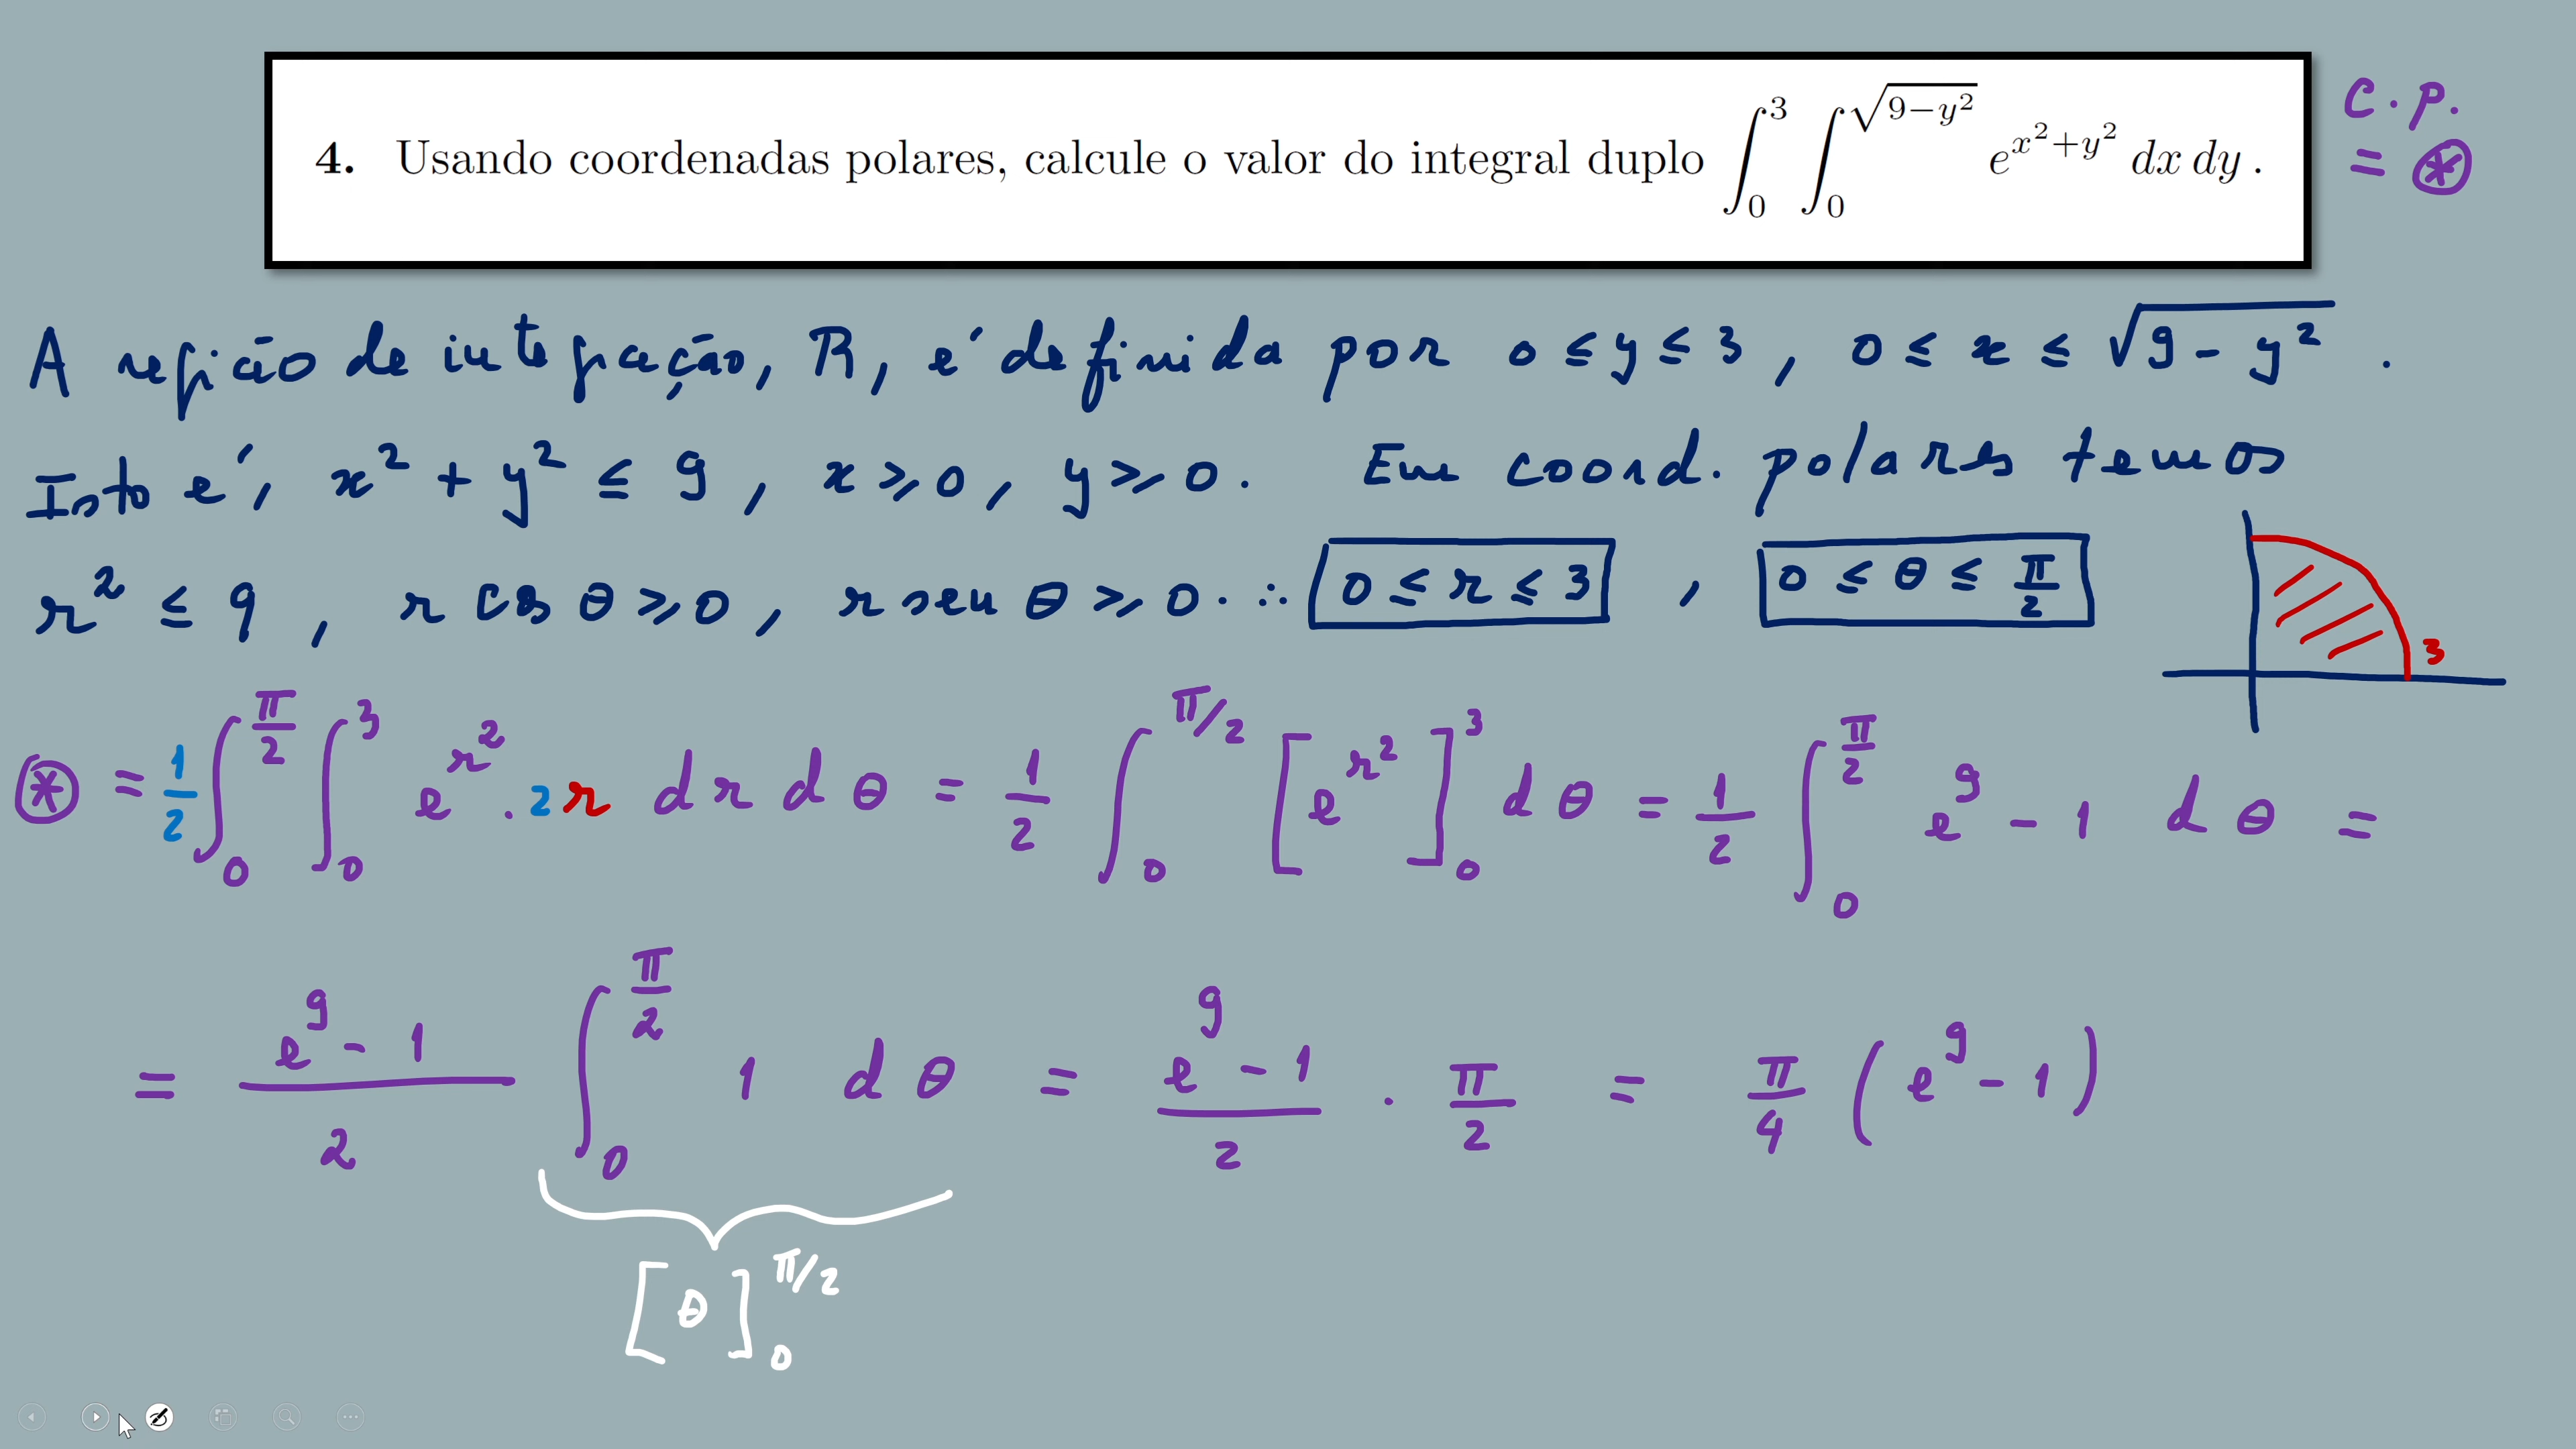 4. Usando coordenadas polares, calcule o valor do integral duplo ∫₀³ ∫₀^√(9−y²) e^(x²+y²) dx dy .
C.P.
= ⊛
A região de integração, R, é definida por 0 ≤ y ≤ 3 , 0 ≤ x ≤ √(9 - y²) .
Isto é, x² + y² ≤ 9 , x ≥ 0 , y ≥ 0 . Em coord. polares temos
r² ≤ 9 , r cos θ ≥ 0 , r sen θ ≥ 0 . ∴ 0 ≤ r ≤ 3 , 0 ≤ θ ≤ π/2
3
⊛ = 1/2 ∫₀^(π/2) ∫₀³ e^(r²) . 2 r dr dθ = 1/2 ∫₀^(π/2) [e^(r²)]₀³ dθ = 1/2 ∫₀^(π/2) e⁹ - 1 dθ =
= (e⁹ - 1)/2 ∫₀^(π/2) 1 dθ = (e⁹ - 1)/2 . π/2 = π/4 (e⁹ - 1)
[θ]₀^(π/2)